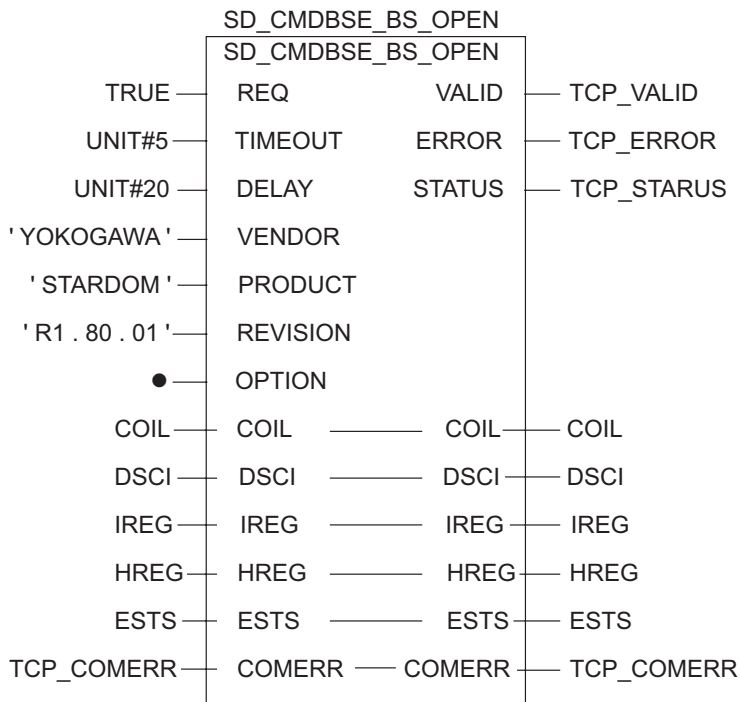 SD_CMDBSE_BS_OPEN
SD_CMDBSE_BS_OPEN
TRUE REQ VALID TCP_VALID
UNIT#5 TIMEOUT ERROR TCP_ERROR
UNIT#20 DELAY STATUS TCP_STARUS
' YOKOGAWA ' VENDOR
' STARDOM ' PRODUCT
' R1 . 80 . 01 ' REVISION
OPTION
COIL COIL COIL COIL
DSCI DSCI DSCI DSCI
IREG IREG IREG IREG
HREG HREG HREG HREG
ESTS ESTS ESTS ESTS
TCP_COMERR COMERR COMERR TCP_COMERR